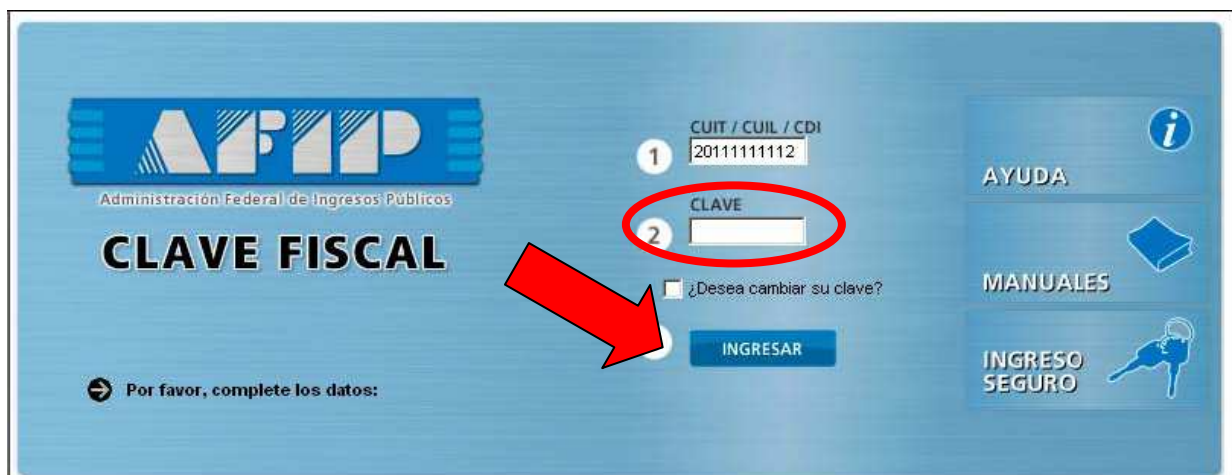 AFIP
Administración Federal de Ingresos Públicos
CLAVE FISCAL
Por favor, complete los datos:
CUIT / CUIL / CDI
1
20111111112
CLAVE
2
¿Desea cambiar su clave?
INGRESAR
i
AYUDA
MANUALES
INGRESO
SEGURO